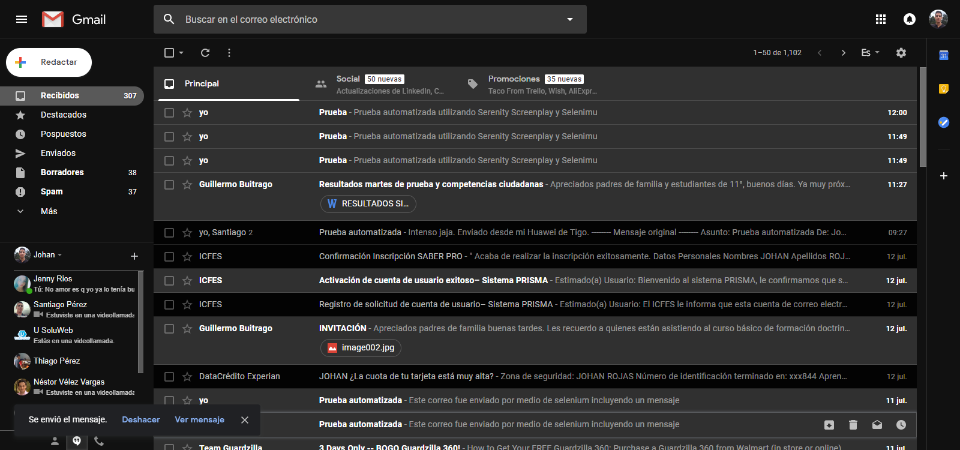 Gmail
Buscar en el correo electrónico
Redactar
1–50 de 1,102
Es
Recibidos 307
Destacados
Pospuestos
Enviados
Borradores 38
Spam 37
Más
Johan
Jenny Ríos
Tú: No amor es q yo ya lo tenía bu
Santiago Pérez
Estuviste en una videollamada
U SoluWeb
Estás en una videollamada.
Thiago Pérez
Néstor Vélez Vargas
Estuviste en una videollamada
Principal
Social 50 nuevas
Actualizaciones de LinkedIn, C...
Promociones 35 nuevas
Taco From Trello, Wish, AliExpr...
yo Prueba - Prueba automatizada utilizando Serenity Screenplay y Selenimu 12:00
yo Prueba - Prueba automatizada utilizando Serenity Screenplay y Selenimu 11:49
yo Prueba - Prueba automatizada utilizando Serenity Screenplay y Selenimu 11:49
Guillermo Buitrago Resultados martes de prueba y competencias ciudadanas - Apreciados padres de familia y estudiantes de 11°, buenos días. Ya muy próx... 11:27
RESULTADOS SI...
yo, Santiago 2 Prueba automatizada - Intenso jaja. Enviado desde mi Huawei de Tigo. ——— Mensaje original ——— Asunto: Prueba automatizada De: Jo... 09:27
ICFES Confirmación Inscripción SABER PRO - " Acaba de realizar la inscripción exitosamente. Datos Personales Nombres JOHAN Apellidos ROJ... 12 jul.
ICFES Activación de cuenta de usuario exitoso– Sistema PRISMA - Estimado(a) Usuario: Bienvenido al sistema PRISMA, le confirmamos que s... 12 jul.
ICFES Registro de solicitud de cuenta de usuario– Sistema PRISMA - Estimado(a) Usuario: El ICFES le informa que esta cuenta de correo electr... 12 jul.
Guillermo Buitrago INVITACIÓN - Apreciados padres de familia buenas tardes. Les recuerdo a quienes están asistiendo al curso básico de formación doctrin... 12 jul.
image002.jpg
DataCrédito Experian JOHAN ¿La cuota de tu tarjeta está muy alta? - Zona de seguridad: JOHAN ROJAS Número de identificación terminado en: xxx844 Apren... 12 jul.
yo Prueba automatizada - Este correo fue enviado por medio de selenium incluyendo un mensaje 11 jul.
Prueba automatizada - Este correo fue enviado por medio de selenium incluyendo un mensaje
Team Guardzilla 3 Days Only -- BOGO Guardzilla 360! - How to Get Your FREE Guardzilla 360: Purchase a Guardzilla 360 from Walmart (in store or online) 11 jul.
Se envió el mensaje. Deshacer Ver mensaje